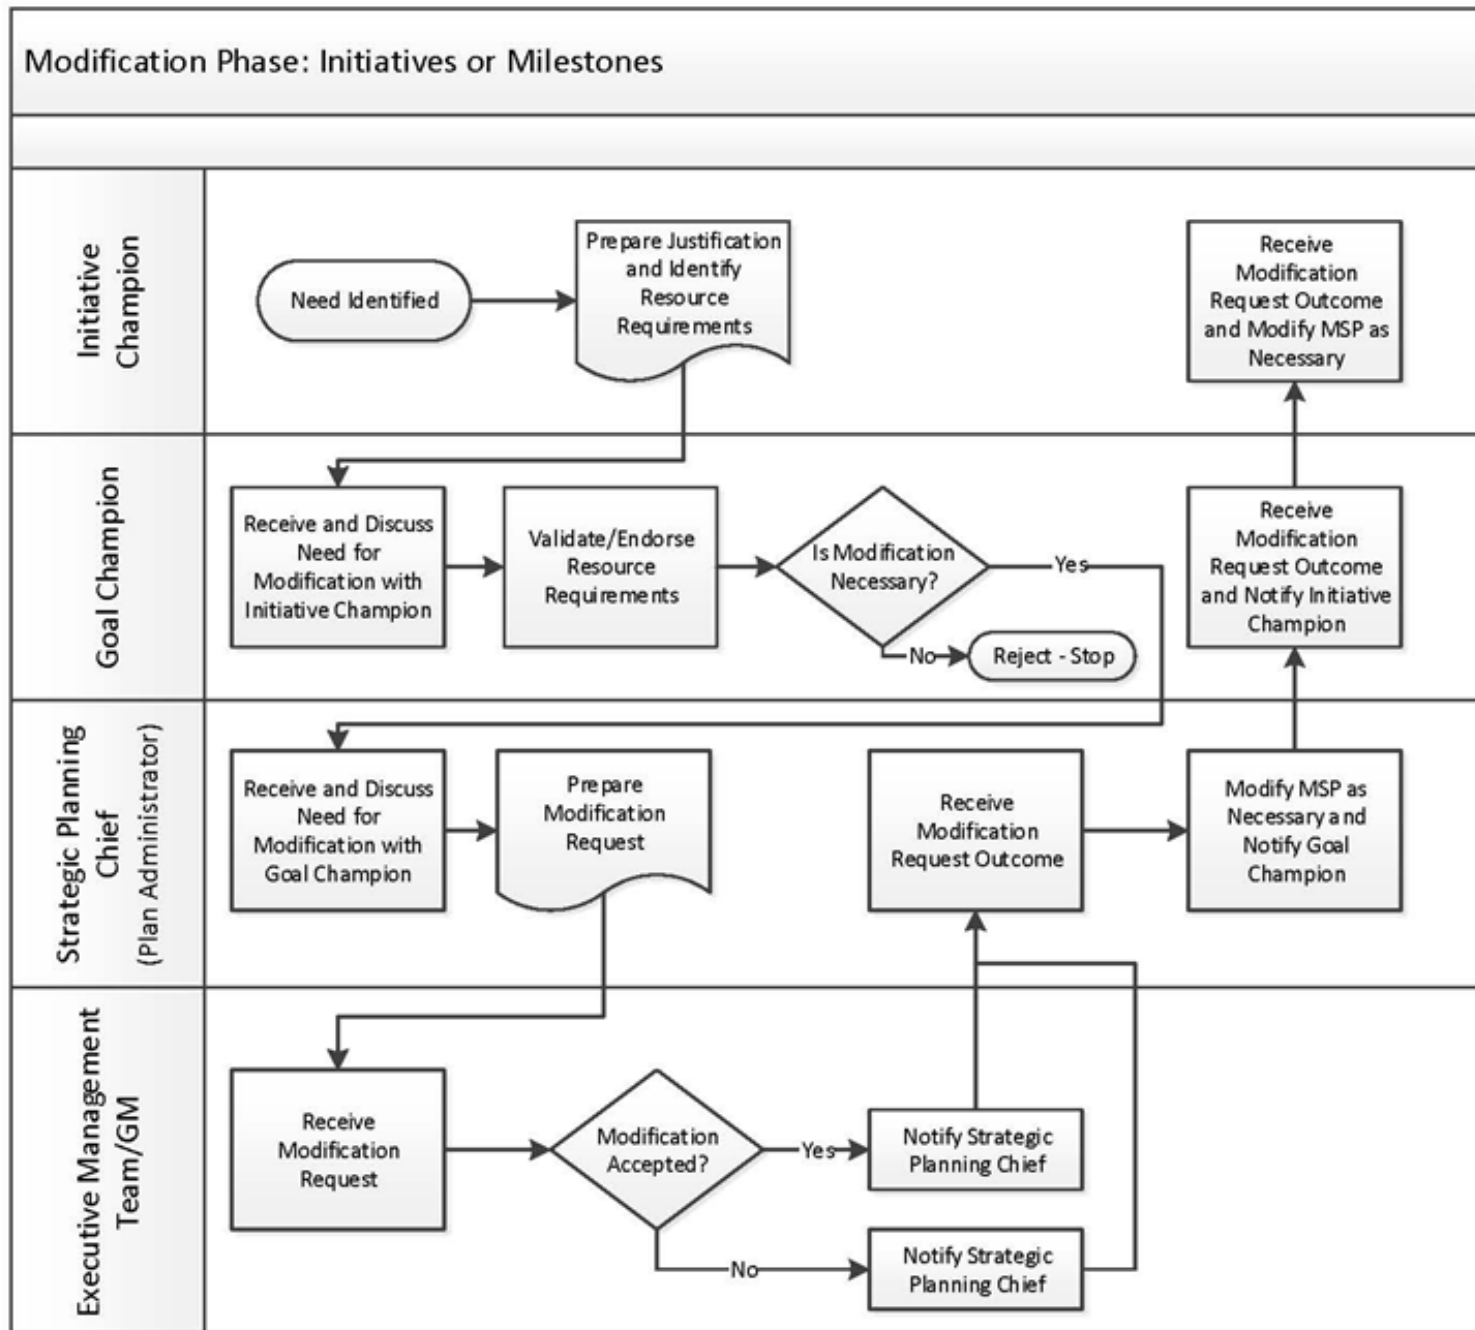 Modification Phase: Initiatives or Milestones
Initiative
Champion
Need Identified
Prepare Justification
and Identify
Resource
Requirements
Receive
Modification
Request Outcome
and Modify MSP as
Necessary
Goal Champion
Receive and Discuss
Need for
Modification with
Initiative Champion
Validate/Endorse
Resource
Requirements
Is Modification
Necessary?
Yes
No
Reject - Stop
Receive
Modification
Request Outcome
and Notify Initiative
Champion
Strategic Planning
Chief
(Plan Administrator)
Receive and Discuss
Need for
Modification with
Goal Champion
Prepare
Modification
Request
Receive
Modification
Request Outcome
Modify MSP as
Necessary and
Notify Goal
Champion
Executive Management
Team/GM
Receive
Modification
Request
Modification
Accepted?
Yes
Notify Strategic
Planning Chief
No
Notify Strategic
Planning Chief